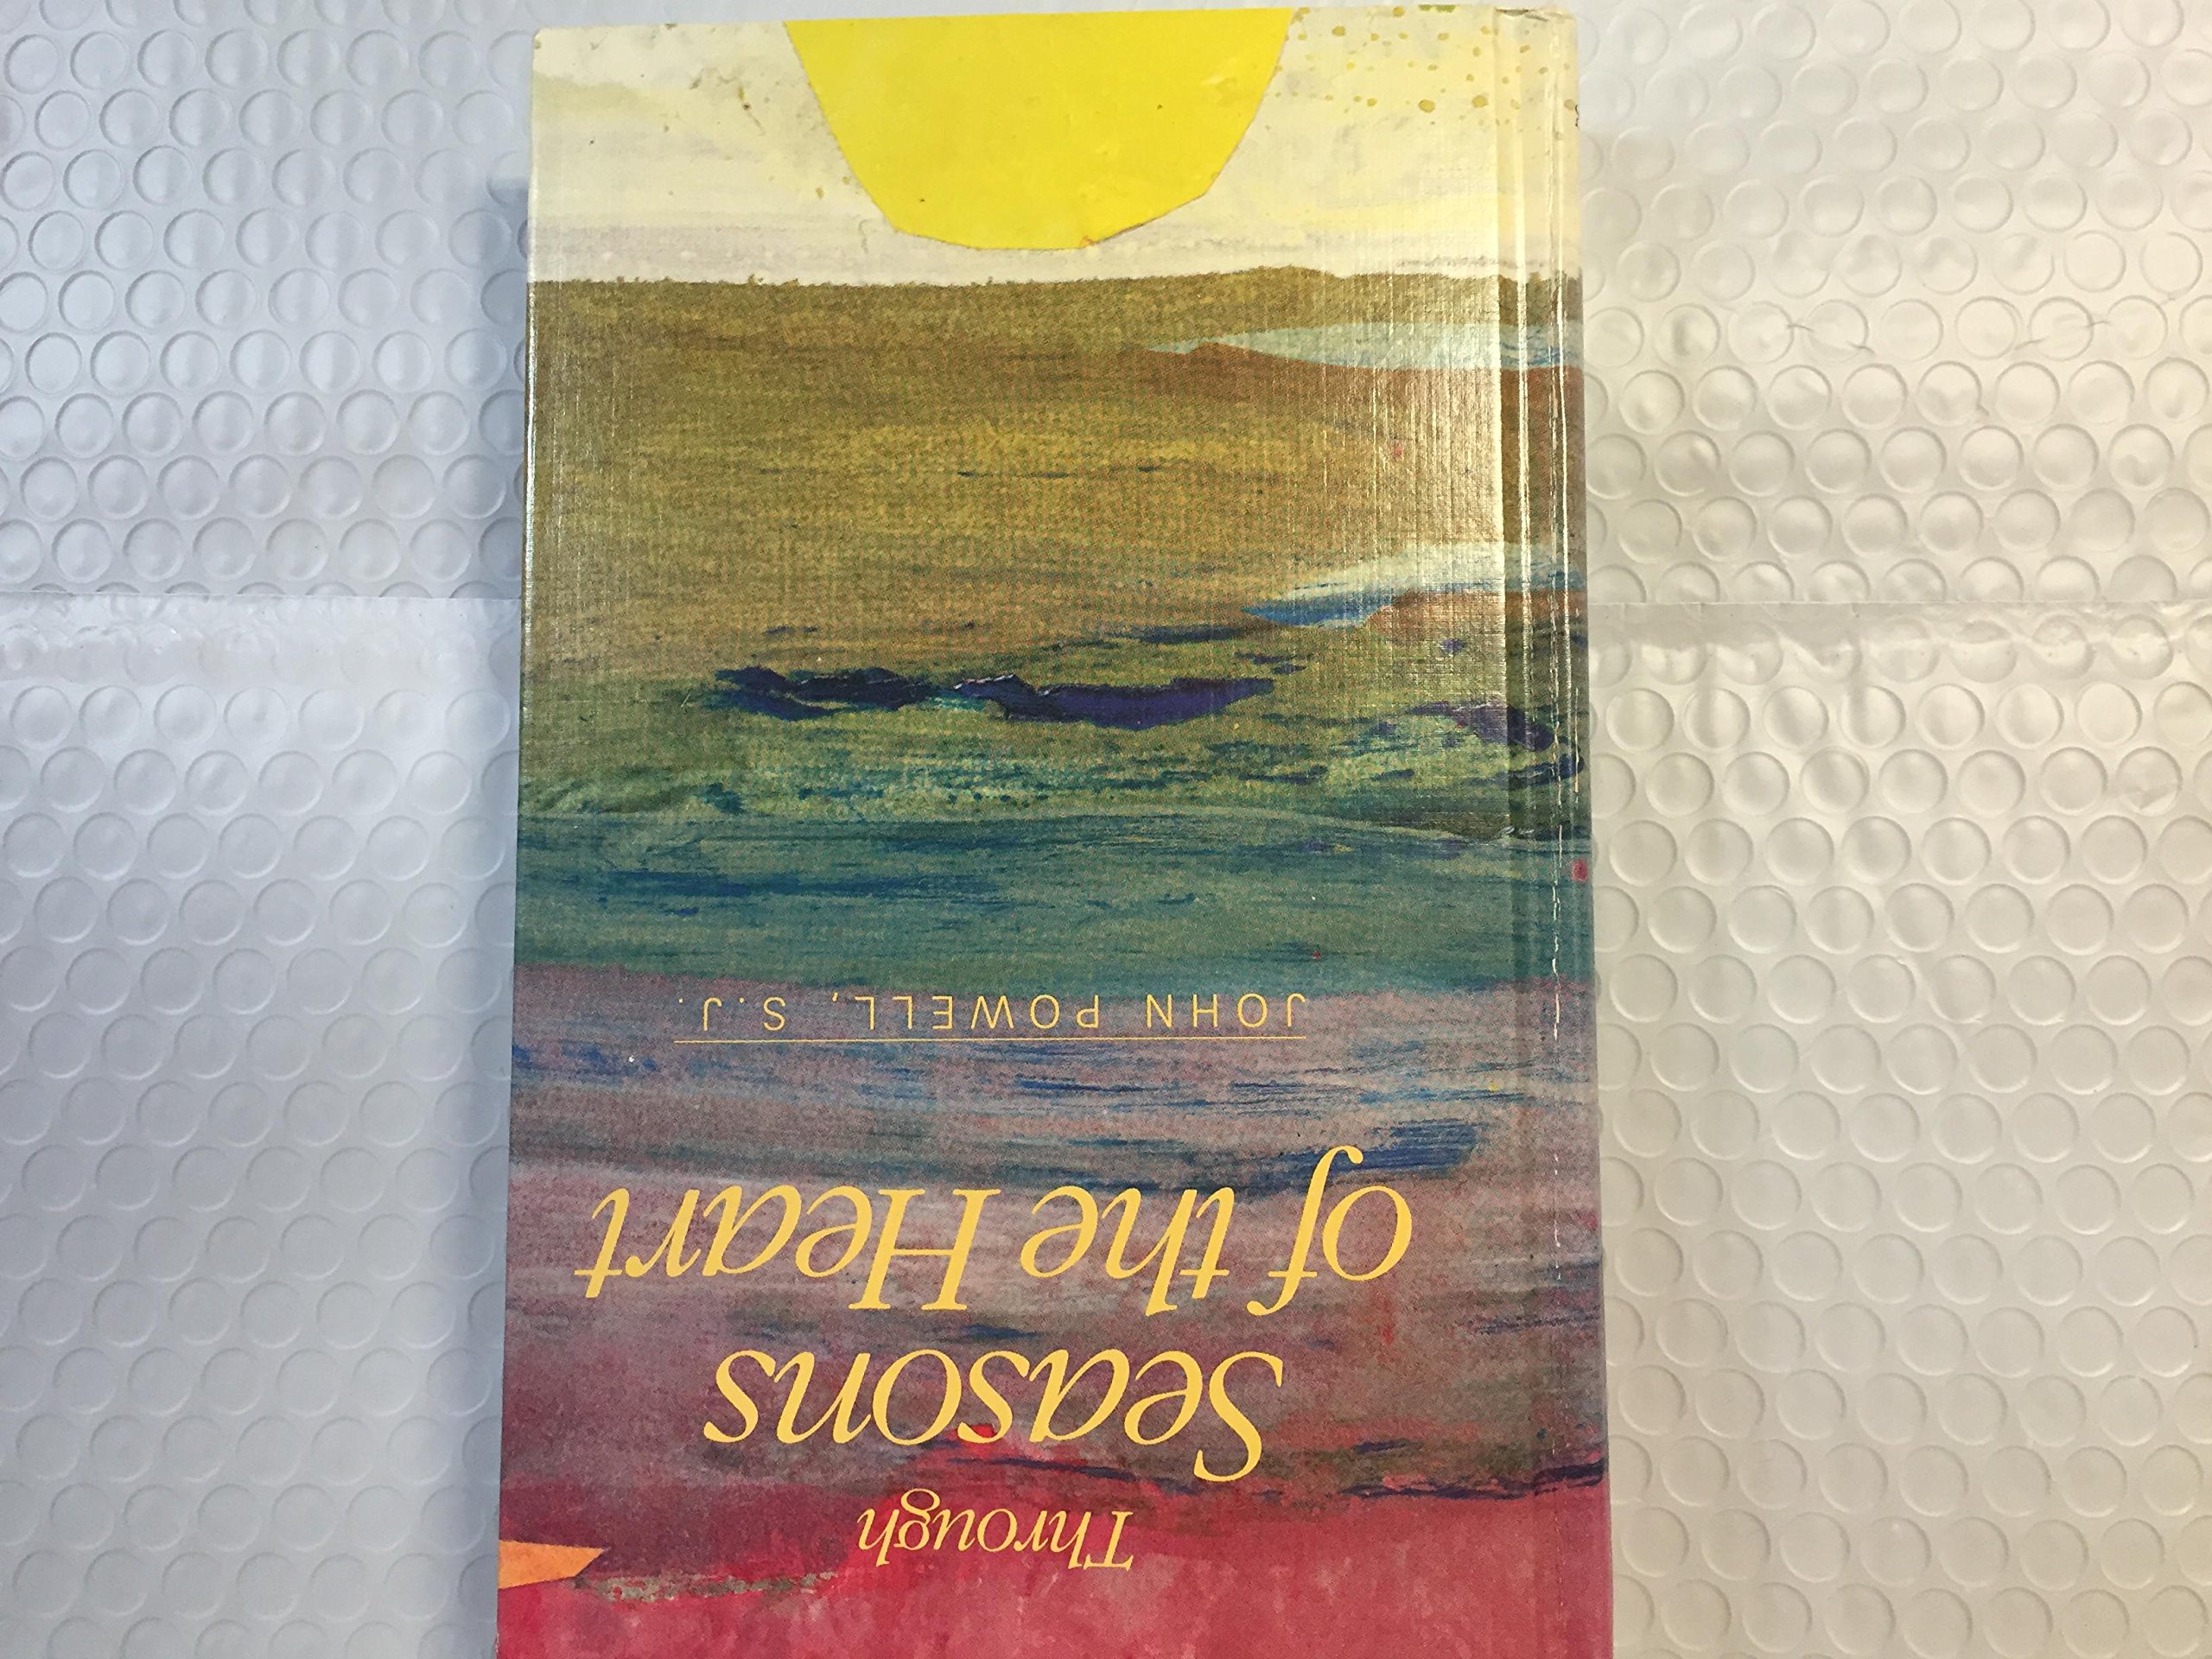 Through
Seasons
of the Heart
JOHN POWELL, S.J.